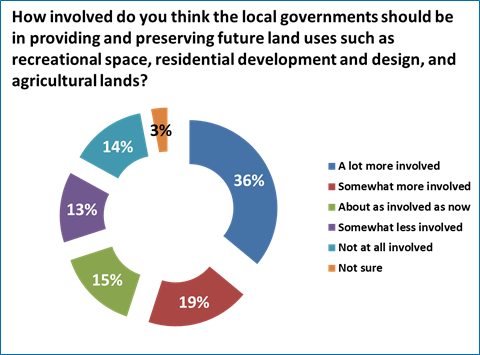 How involved do you think the local governments should be
in providing and preserving future land uses such as
recreational space, residential development and design, and
agricultural lands?
3%
14%
36%
13%
15%
19%
A lot more involved
Somewhat more involved
About as involved as now
Somewhat less involved
Not at all involved
Not sure